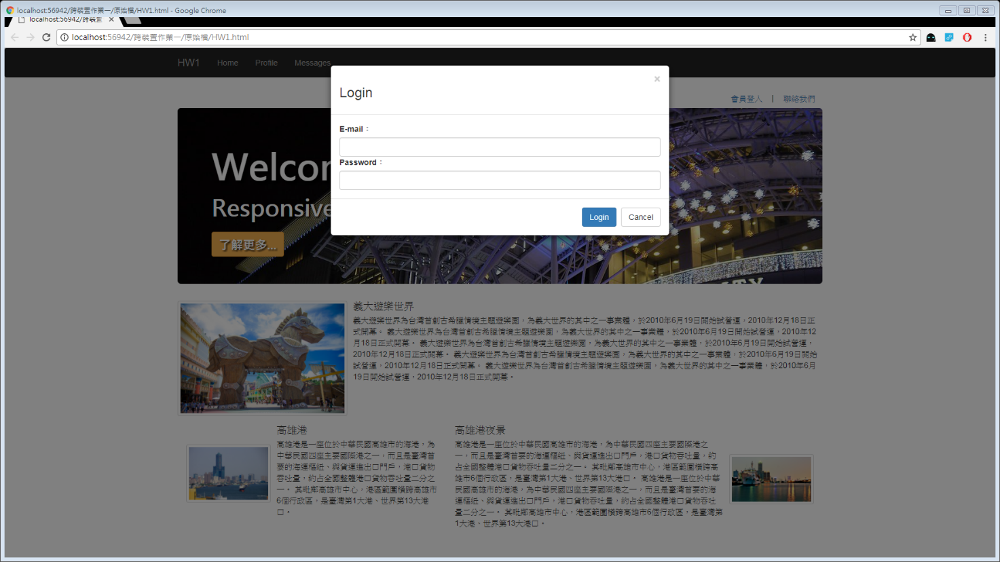 localhost:56942/跨裝置作業一/原始檔/HW1.html - Google Chrome
localhost:56942/跨裝置
localhost:56942/跨裝置作業一/原始檔/HW1.html
HW1 Home Profile Messages
×
Login
會員登入 | 聯絡我們
E-mail：
Password：
Login Cancel
Welcom
Responsive
了解更多...
CITY
義大遊樂世界
義大遊樂世界為台灣首創古希臘情境主題遊樂園，為義大世界的其中之一事業體，於2010年6月19日開始試營運，2010年12月18日正
式開幕。 義大遊樂世界為台灣首創古希臘情境主題遊樂園，為義大世界的其中之一事業體，於2010年6月19日開始試營運，2010年12
月18日正式開幕。 義大遊樂世界為台灣首創古希臘情境主題遊樂園，為義大世界的其中之一事業體，於2010年6月19日開始試營運，
2010年12月18日正式開幕。 義大遊樂世界為台灣首創古希臘情境主題遊樂園，為義大世界的其中之一事業體，於2010年6月19日開始
試營運，2010年12月18日正式開幕。 義大遊樂世界為台灣首創古希臘情境主題遊樂園，為義大世界的其中之一事業體，於2010年6月
19日開始試營運，2010年12月18日正式開幕。
高雄港
高雄港是一座位於中華民國高雄市的海港，為
中華民國四座主要國際港之一，而且是臺灣首
要的海運樞紐、與貨運進出口門戶，港口貨物
吞吐量，約占全國整體港口貨物吞吐量二分之
一。 其毗鄰高雄市中心，港區範圍橫跨高雄市
6個行政區，是臺灣第1大港、世界第13大港
口。
高雄港夜景
高雄港是一座位於中華民國高雄市的海港，為中華民國四座主要國際港之
一，而且是臺灣首要的海運樞紐、與貨運進出口門戶，港口貨物吞吐量，約
占全國整體港口貨物吞吐量二分之一。 其毗鄰高雄市中心，港區範圍橫跨高
雄市6個行政區，是臺灣第1大港、世界第13大港口。 高雄港是一座位於中華
民國高雄市的海港，為中華民國四座主要國際港之一，而且是臺灣首要的海
運樞紐、與貨運進出口門戶，港口貨物吞吐量，約占全國整體港口貨物吞吐
量二分之一。 其毗鄰高雄市中心，港區範圍橫跨高雄市6個行政區，是臺灣第
1大港、世界第13大港口。